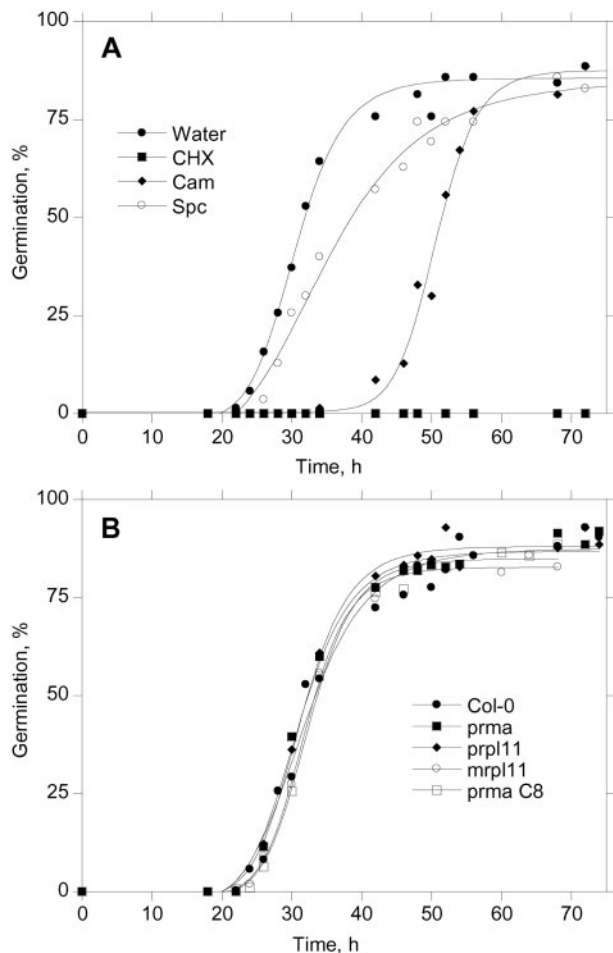 A
100
75
50
25
0
Germination, %
Water
CHX
Cam
Spc
0 10 20 30 40 50 60 70
Time, h
B
100
75
50
25
0
Germination, %
Col-0
prma
prpl11
mrpl11
prma C8
0 10 20 30 40 50 60 70
Time, h